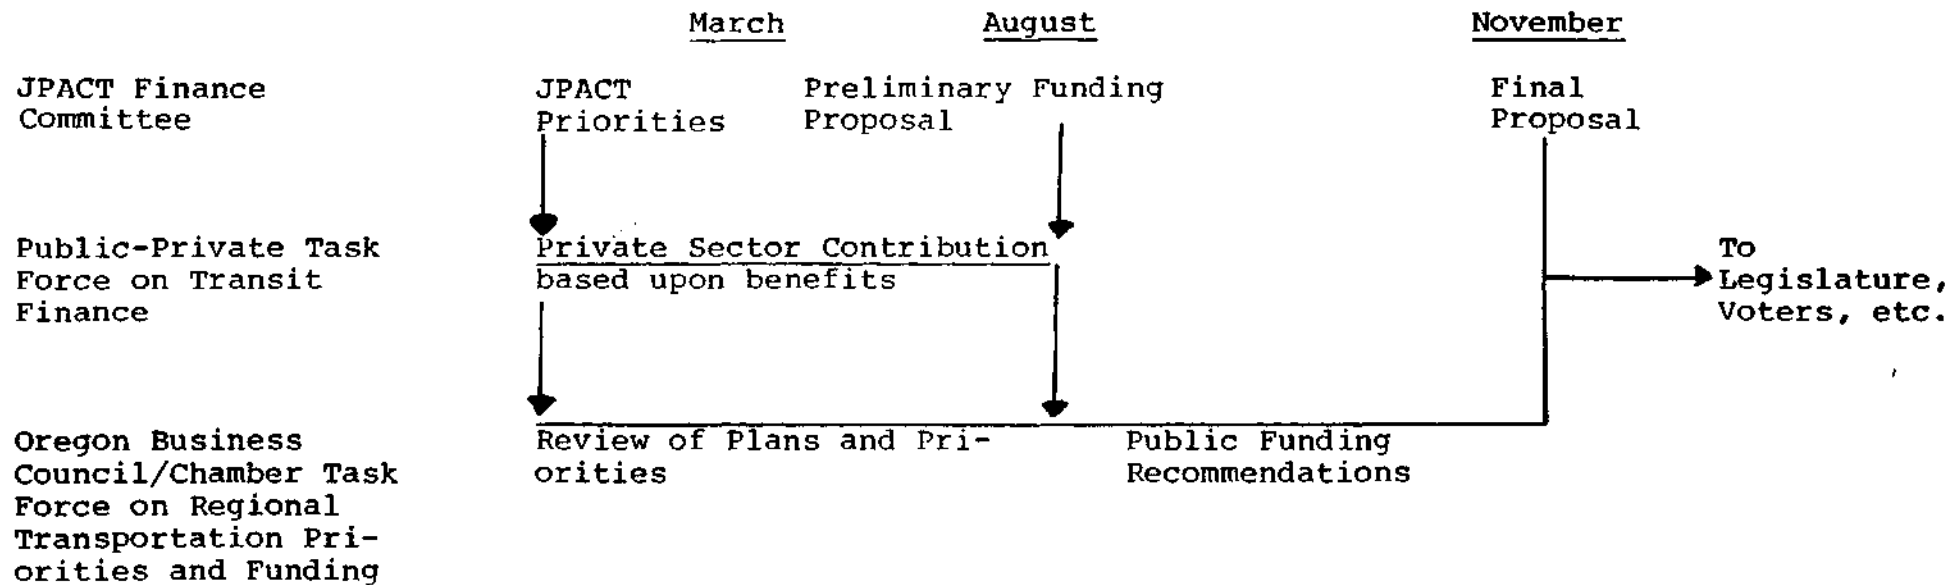 March August November
JPACT Finance JPACT Preliminary Funding Final
Committee Priorities Proposal Proposal
Public-Private Task Private Sector Contribution To
Force on Transit based upon benefits Legislature,
Finance Voters, etc.
Oregon Business Review of Plans and Pri- Public Funding
Council/Chamber Task orities Recommendations
Force on Regional
Transportation Pri-
orities and Funding